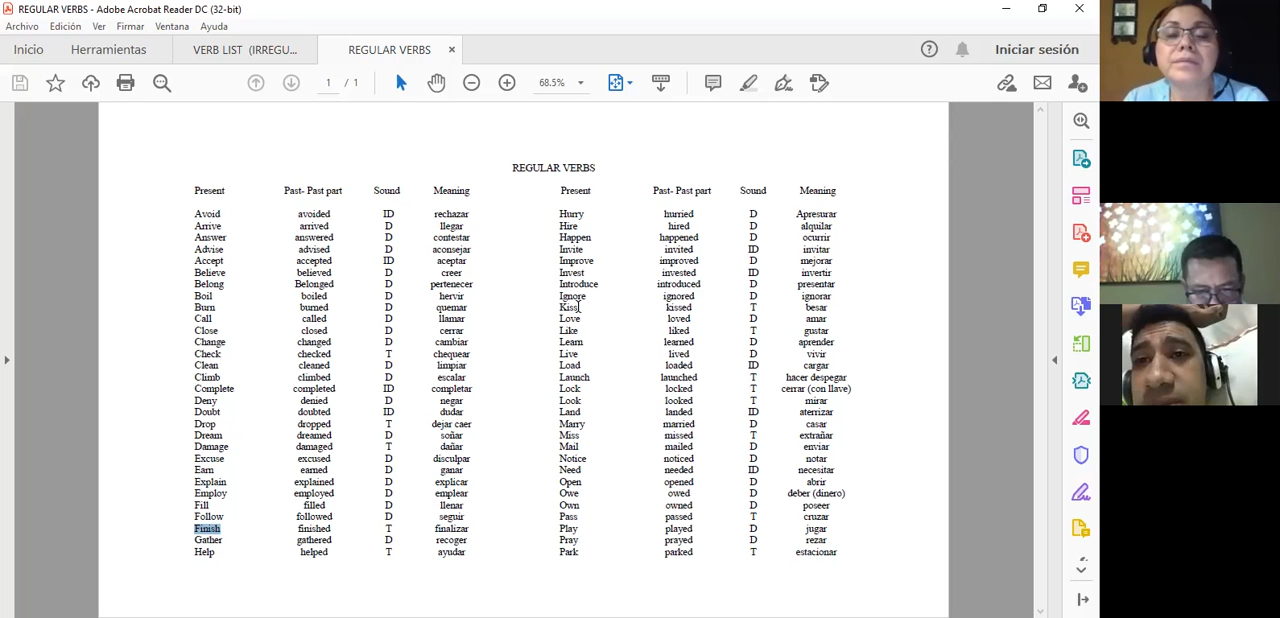 REGULAR VERBS - Adobe Acrobat Reader DC (32-bit)
Archivo Edición Ver Firmar Ventana Ayuda
Inicio Herramientas VERB LIST (IRREGU... REGULAR VERBS × Iniciar sesión
1 / 1 68.5%
REGULAR VERBS
Present Past- Past part Sound Meaning Present Past- Past part Sound Meaning
Avoid avoided ID rechazar Hurry hurried D Apresurar
Arrive arrived D llegar Hire hired D alquilar
Answer answered D contestar Happen happened D ocurrir
Advise advised D aconsejar Invite invited ID invitar
Accept accepted ID aceptar Improve improved D mejorar
Believe believed D creer Invest invested ID invertir
Belong Belonged D pertenecer Introduce introduced D presentar
Boil boiled D hervir Ignore ignored D ignorar
Burn burned D quemar Kiss kissed T besar
Call called D llamar Love loved D amar
Close closed D cerrar Like liked T gustar
Change changed D cambiar Learn learned D aprender
Check checked T chequear Live lived D vivir
Clean cleaned D limpiar Load loaded ID cargar
Climb climbed D escalar Launch launched T hacer despegar
Complete completed ID completar Lock locked T cerrar (con llave)
Deny denied D negar Look looked T mirar
Doubt doubted ID dudar Land landed ID aterrizar
Drop dropped T dejar caer Marry married D casar
Dream dreamed D soñar Miss missed T extrañar
Damage damaged T dañar Mail mailed D enviar
Excuse excused D disculpar Notice noticed D notar
Earn earned D ganar Need needed ID necesitar
Explain explained D explicar Open opened D abrir
Employ employed D emplear Owe owed D deber (dinero)
Fill filled D llenar Own owned D poseer
Follow followed D seguir Pass passed T cruzar
Finish finished T finalizar Play played D jugar
Gather gathered D recoger Pray prayed D rezar
Help helped T ayudar Park parked T estacionar